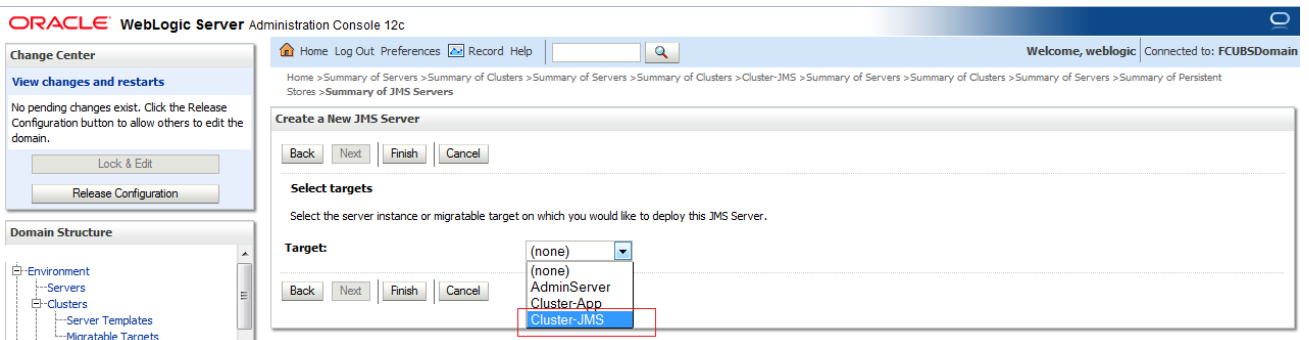 ORACLE WebLogic Server Administration Console 12c
Change Center
View changes and restarts
No pending changes exist. Click the Release
Configuration button to allow others to edit the
domain.
Lock & Edit
Release Configuration
Domain Structure
Environment
Servers
Clusters
Server Templates
Migratable Targets
Home Log Out Preferences Record Help
Welcome, weblogic Connected to: FCUBSDomain
Home >Summary of Servers >Summary of Clusters >Summary of Servers >Summary of Clusters >Cluster-JMS >Summary of Servers >Summary of Clusters >Summary of Servers >Summary of Persistent
Stores >Summary of JMS Servers
Create a New JMS Server
Back Next Finish Cancel
Select targets
Select the server instance or migratable target on which you would like to deploy this JMS Server.
Target: (none)
(none)
AdminServer
Cluster-App
Cluster-JMS
Back Next Finish Cancel